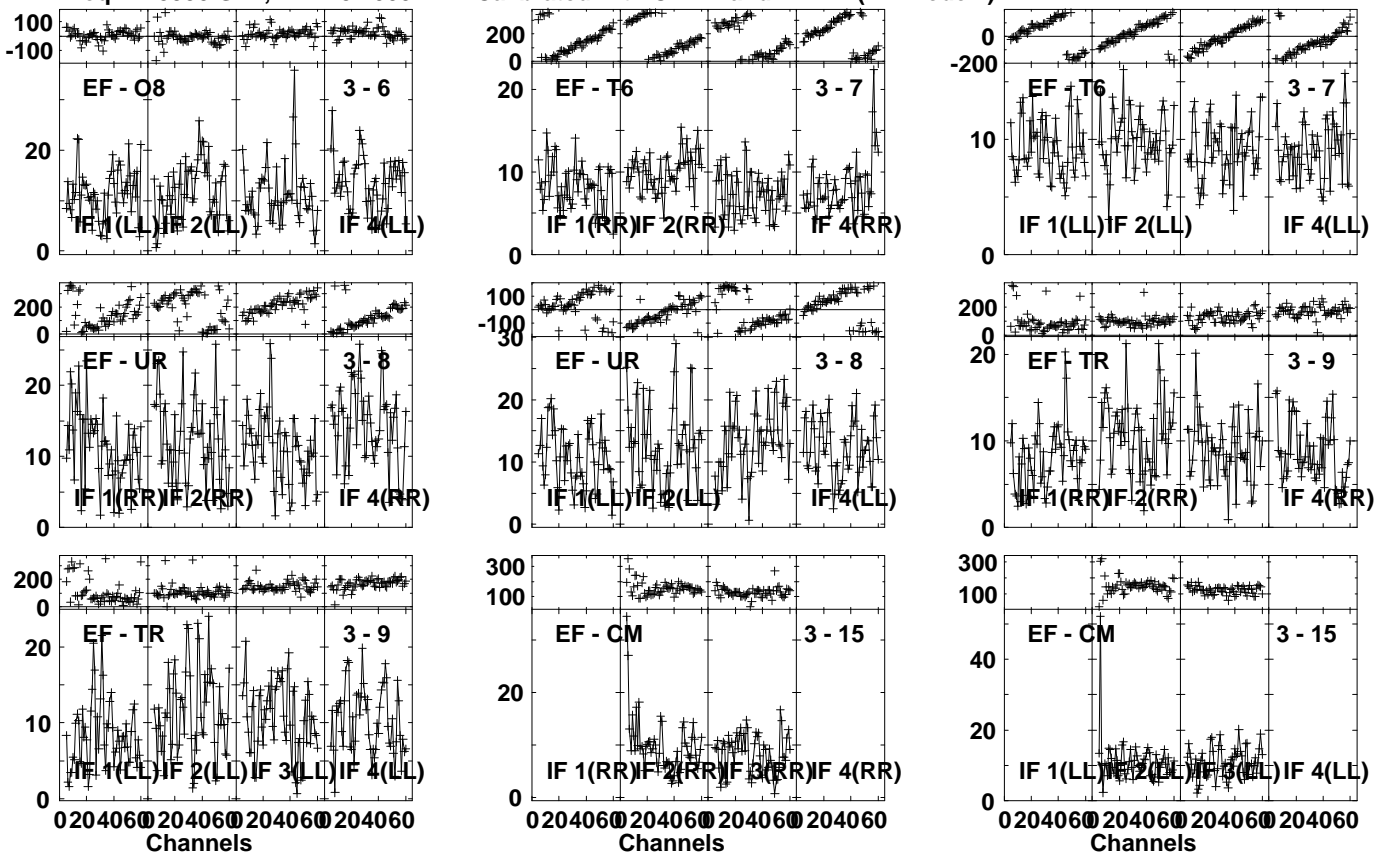 100
-100
EF - O8 3 - 6
20
0
IF 1(LL) IF 2(LL) IF 4(LL)
200
0
EF - T6 3 - 7
20
10
0
IF 1(RR) IF 2(RR) IF 4(RR)
0
-200
EF - T6 3 - 7
10
0
IF 1(LL) IF 2(LL) IF 4(LL)
200
0
EF - UR 3 - 8
20
10
0
IF 1(RR) IF 2(RR) IF 4(RR)
100
-100
30
EF - UR 3 - 8
20
10
0
IF 1(LL) IF 2(LL) IF 4(LL)
200
0
EF - TR 3 - 9
20
10
0
IF 1(RR) IF 2(RR) IF 4(RR)
200
0
EF - TR 3 - 9
20
10
0
IF 1(LL) IF 2(LL) IF 3(LL) IF 4(LL)
0 20 40 60 0 20 40 60 0 20 40 60 0 20 40 60
Channels
300
100
EF - CM 3 - 15
20
0
IF 1(RR) IF 2(RR) IF 3(RR) IF 4(RR)
0 20 40 60 0 20 40 60 0 20 40 60 0 20 40 60
Channels
300
100
EF - CM 3 - 15
40
20
0
IF 1(LL) IF 2(LL) IF 3(LL) IF 4(LL)
0 20 40 60 0 20 40 60 0 20 40 60 0 20 40 60
Channels